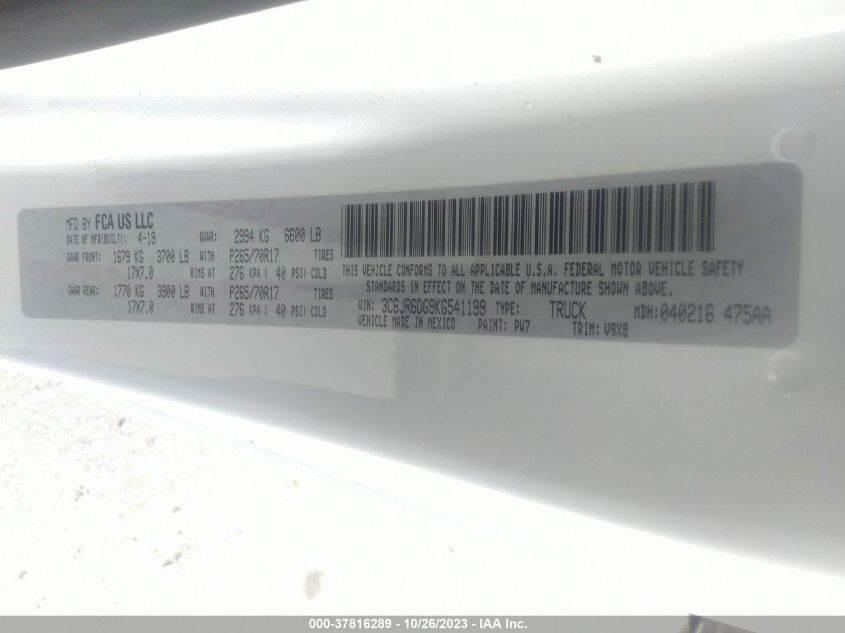 MFD BY FCA US LLC
DATE OF MFR(BUILT): 4-19 GVWR: 2994 KG 6600 LB
GAWR FRONT: 1679 KG 3700 LB WITH P265/70R17 TIRES
17X7.0 RIMS AT 276 KPA ( 40 PSI) COLD
GAWR REAR: 1770 KG 3900 LB WITH P265/70R17 TIRES
17X7.0 RIMS AT 276 KPA ( 40 PSI) COLD
THIS VEHICLE CONFORMS TO ALL APPLICABLE U.S.A. FEDERAL MOTOR VEHICLE SAFETY
STANDARDS IN EFFECT ON THE DATE OF MANUFACTURE SHOWN ABOVE.
VIN: 3C6JR6DG9KG541199 TYPE: TRUCK MDH: 040216 475AA
VEHICLE MADE IN MEXICO PAINT: PW7 TRIM: V9X8
000-37816289 - 10/26/2023 - IAA Inc.